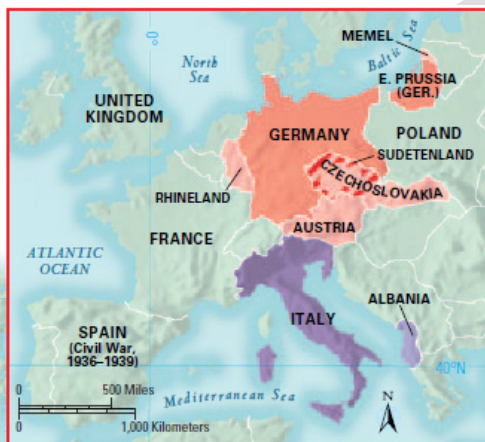 0°
MEMEL
Baltic Sea
North
Sea
E. PRUSSIA
(GER.)
UNITED
KINGDOM
GERMANY
POLAND
SUDETENLAND
CZECHOSLOVAKIA
RHINELAND
AUSTRIA
FRANCE
ATLANTIC
OCEAN
ALBANIA
ITALY
SPAIN
(Civil War,
1936–1939)
40°N
0 500 Miles
Mediterranean Sea
N
0 1,000 Kilometers